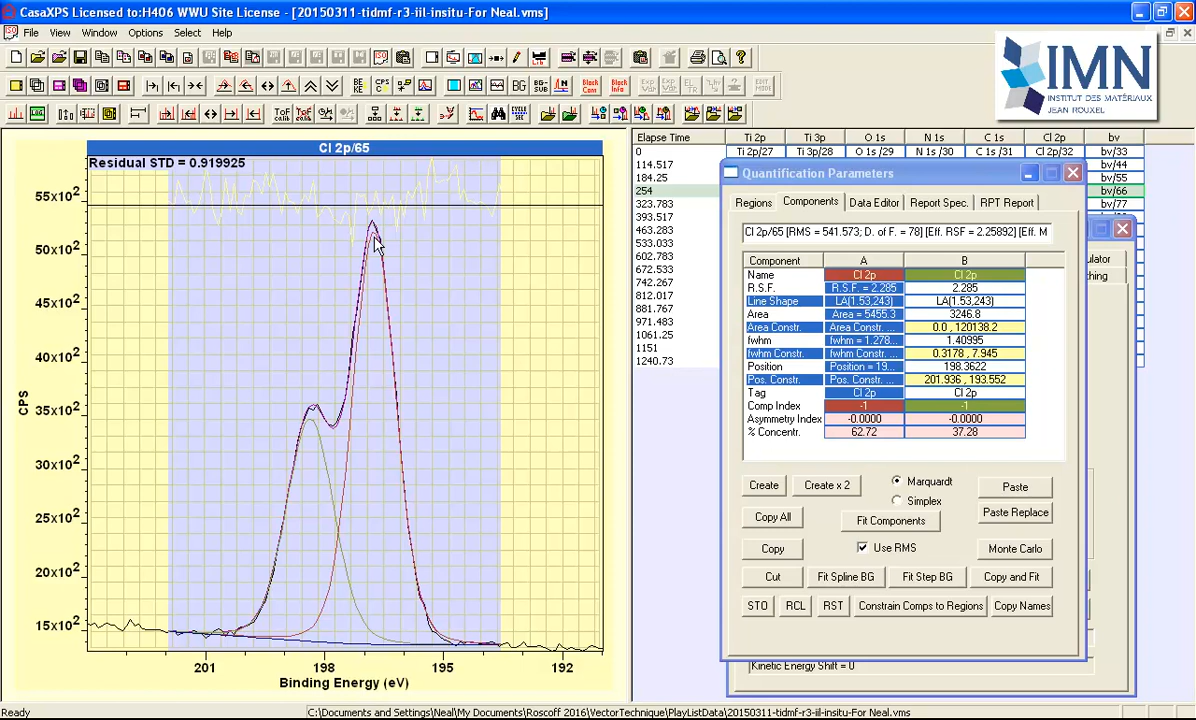 CasaXPS Licensed to:H406 WWU Site License - [20150311-tidmf-r3-iil-insitu-For Neal.vms]
File View Window Options Select Help
IMN
INSTITUT DES MATÉRIAUX
JEAN ROUXEL
Cl 2p/65
Residual STD = 0.919925
55x10²
50x10²
45x10²
40x10²
35x10²
30x10²
25x10²
20x10²
15x10²
CPS
201 198 195 192
Binding Energy (eV)
Elapse Time Ti 2p Ti 3p O 1s N 1s C 1s Cl 2p bv
0 Ti 2p/27 Ti 3p/28 O 1s /29 N 1s /30 C 1s /31 Cl 2p/32 bv/33
114.517 bv/44
184.25 bv/55
254 bv/66
323.783 bv/77
393.517
463.283
533.033
602.783
672.533
742.267
812.017
881.767
971.483
1061.25
1151
1240.73
Quantification Parameters
Regions Components Data Editor Report Spec. RPT Report
Cl 2p/65 [RMS = 541.573; D. of F. = 78] [Eff. RSF = 2.25892] [Eff. M
Component A B
Name Cl 2p Cl 2p
R.S.F. R.S.F. = 2.285 2.285
Line Shape LA(1.53,243) LA(1.53,243)
Area Area = 5455.3 3246.8
Area Constr. Area Constr. ... 0.0 , 120138.2
fwhm fwhm = 1.278... 1.40995
fwhm Constr. fwhm Constr. ... 0.3178 , 7.945
Position Position = 19... 198.3622
Pos. Constr. Pos. Constr. ... 201.936 , 193.552
Tag Cl 2p Cl 2p
Comp Index -1 -1
Asymmetry Index -0.0000 -0.0000
% Concentr. 62.72 37.28
Create Create x 2 Marquardt Paste
Simplex
Copy All Fit Components Paste Replace
Copy Use RMS Monte Carlo
Cut Fit Spline BG Fit Step BG Copy and Fit
STO RCL RST Constrain Comps to Regions Copy Names
ulator
hing
Kinetic Energy Shift = 0
Ready C:\Documents and Settings\Neal\My Documents\Roscoff 2016\VectorTechnique\PlayListData\20150311-tidmf-r3-iil-insitu-For Neal.vms